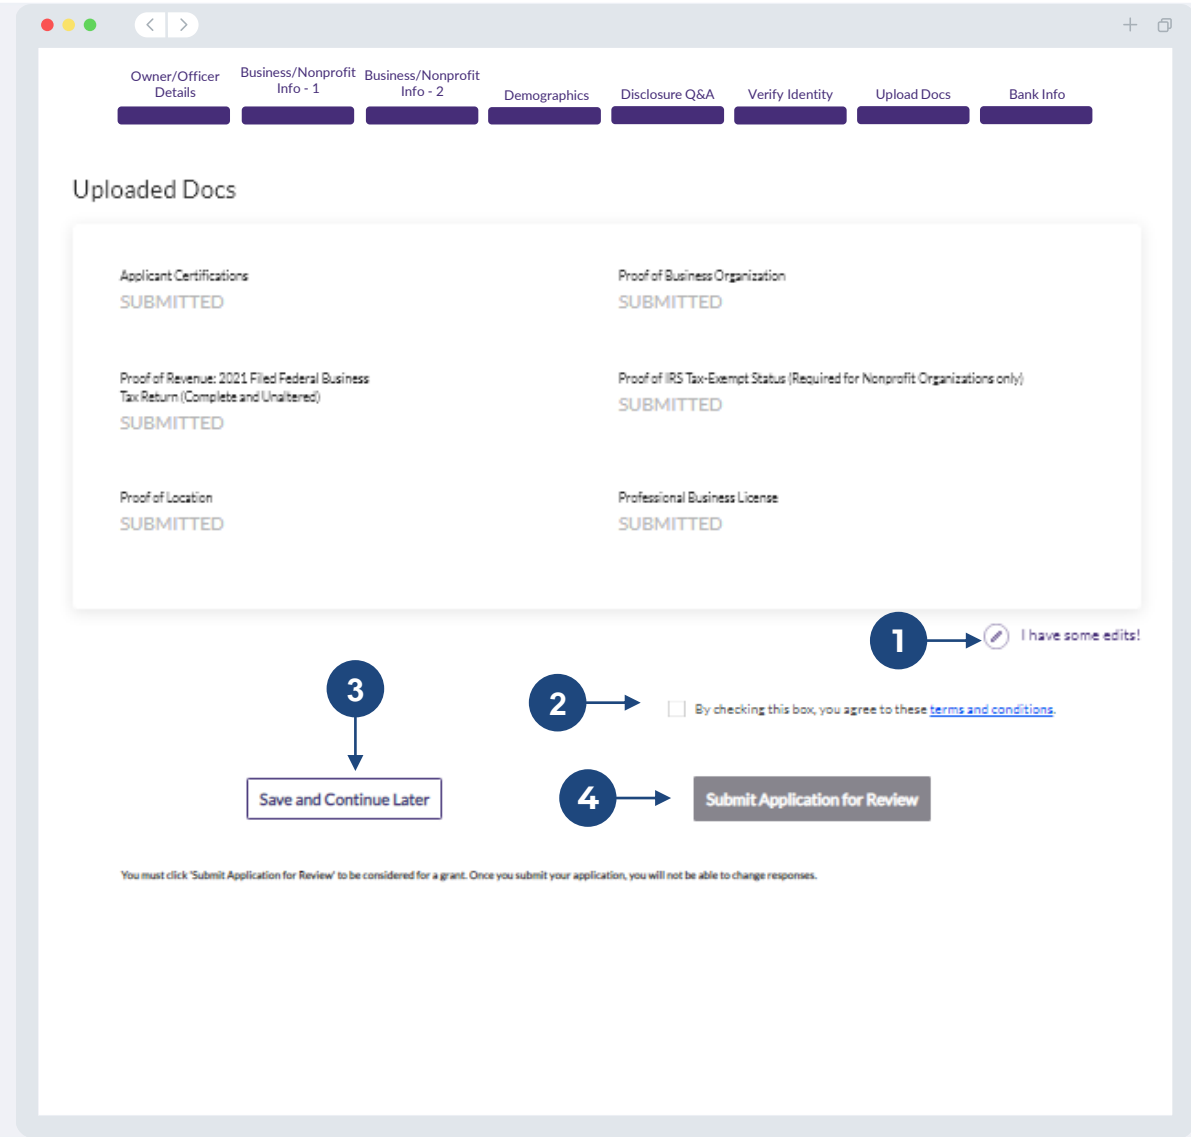 Owner/Officer
Details
Business/Nonprofit
Info - 1
Business/Nonprofit
Info - 2
Demographics
Disclosure Q&A
Verify Identity
Upload Docs
Bank Info
Uploaded Docs
Applicant Certifications
SUBMITTED
Proof of Business Organization
SUBMITTED
Proof of Revenue: 2021 Filed Federal Business
Tax Return (Complete and Unaltered)
SUBMITTED
Proof of IRS Tax-Exempt Status (Required for Nonprofit Organizations only)
SUBMITTED
Proof of Location
SUBMITTED
Professional Business License
SUBMITTED
1
I have some edits!
2
By checking this box, you agree to these terms and conditions.
3
Save and Continue Later
4
Submit Application for Review
You must click 'Submit Application for Review' to be considered for a grant. Once you submit your application, you will not be able to change responses.